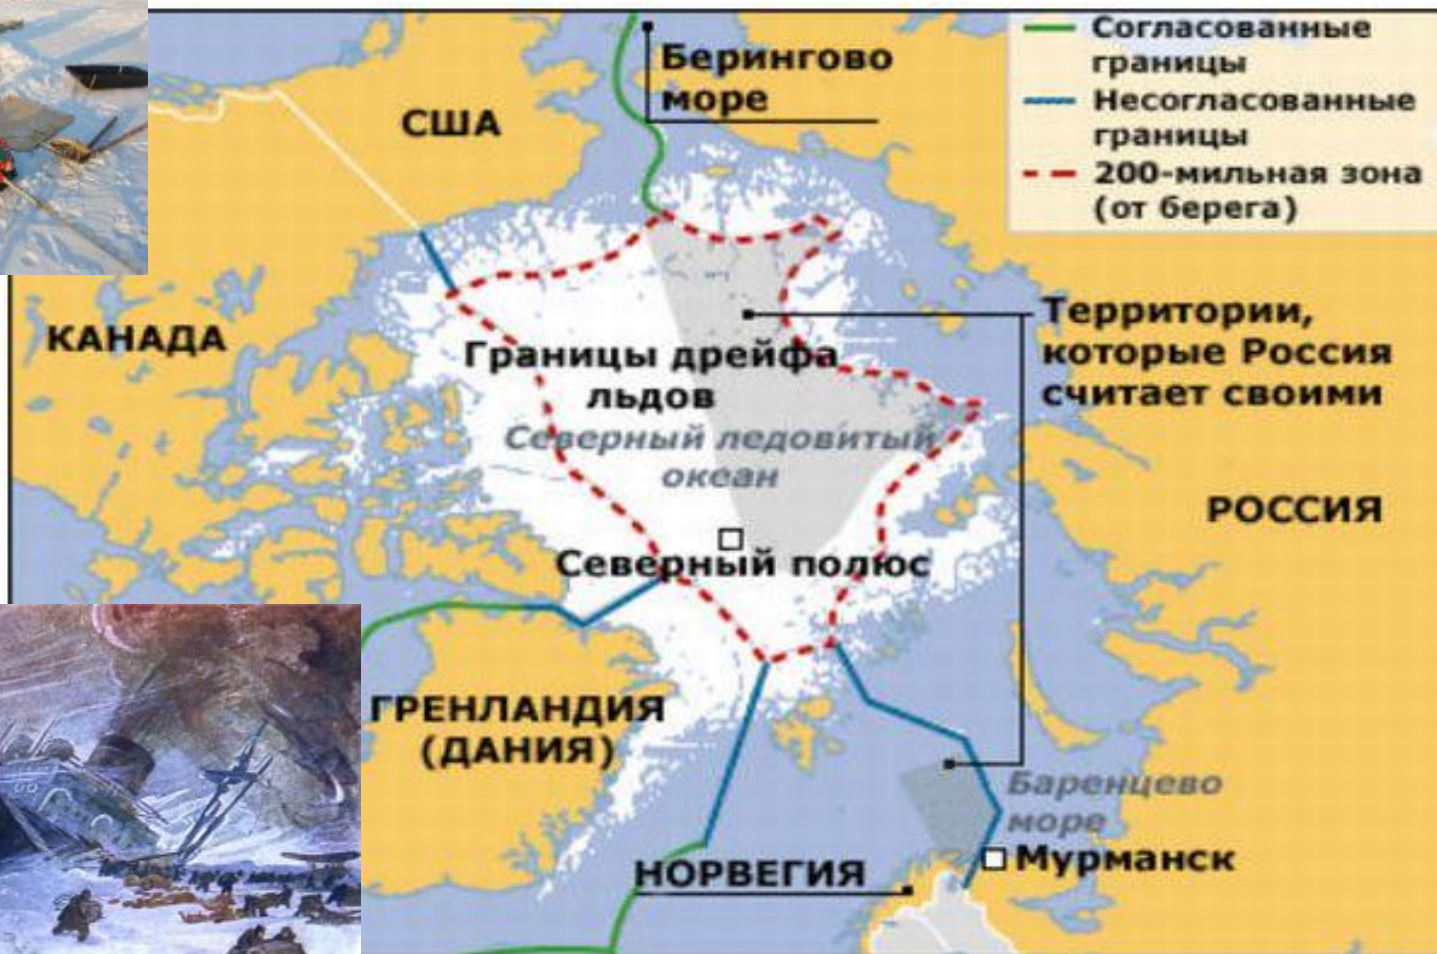 Берингово
море
США
Согласованные
границы
Несогласованные
границы
200-мильная зона
(от берега)
КАНАДА
Территории,
которые Россия
считает своими
Границы дрейфа
льдов
Северный ледовитый
океан
РОССИЯ
Северный полюс
ГРЕНЛАНДИЯ
(ДАНИЯ)
Баренцево
море
Мурманск
НОРВЕГИЯ